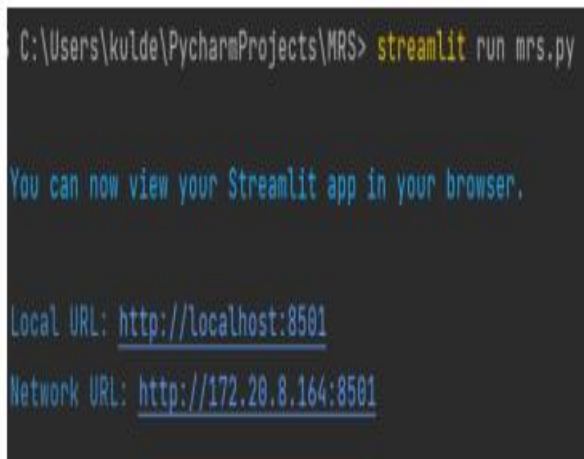 C:\Users\kulde\PycharmProjects\MRS> streamlit run mrs.py
You can now view your Streamlit app in your browser.
Local URL: http://localhost:8501
Network URL: http://172.20.8.164:8501